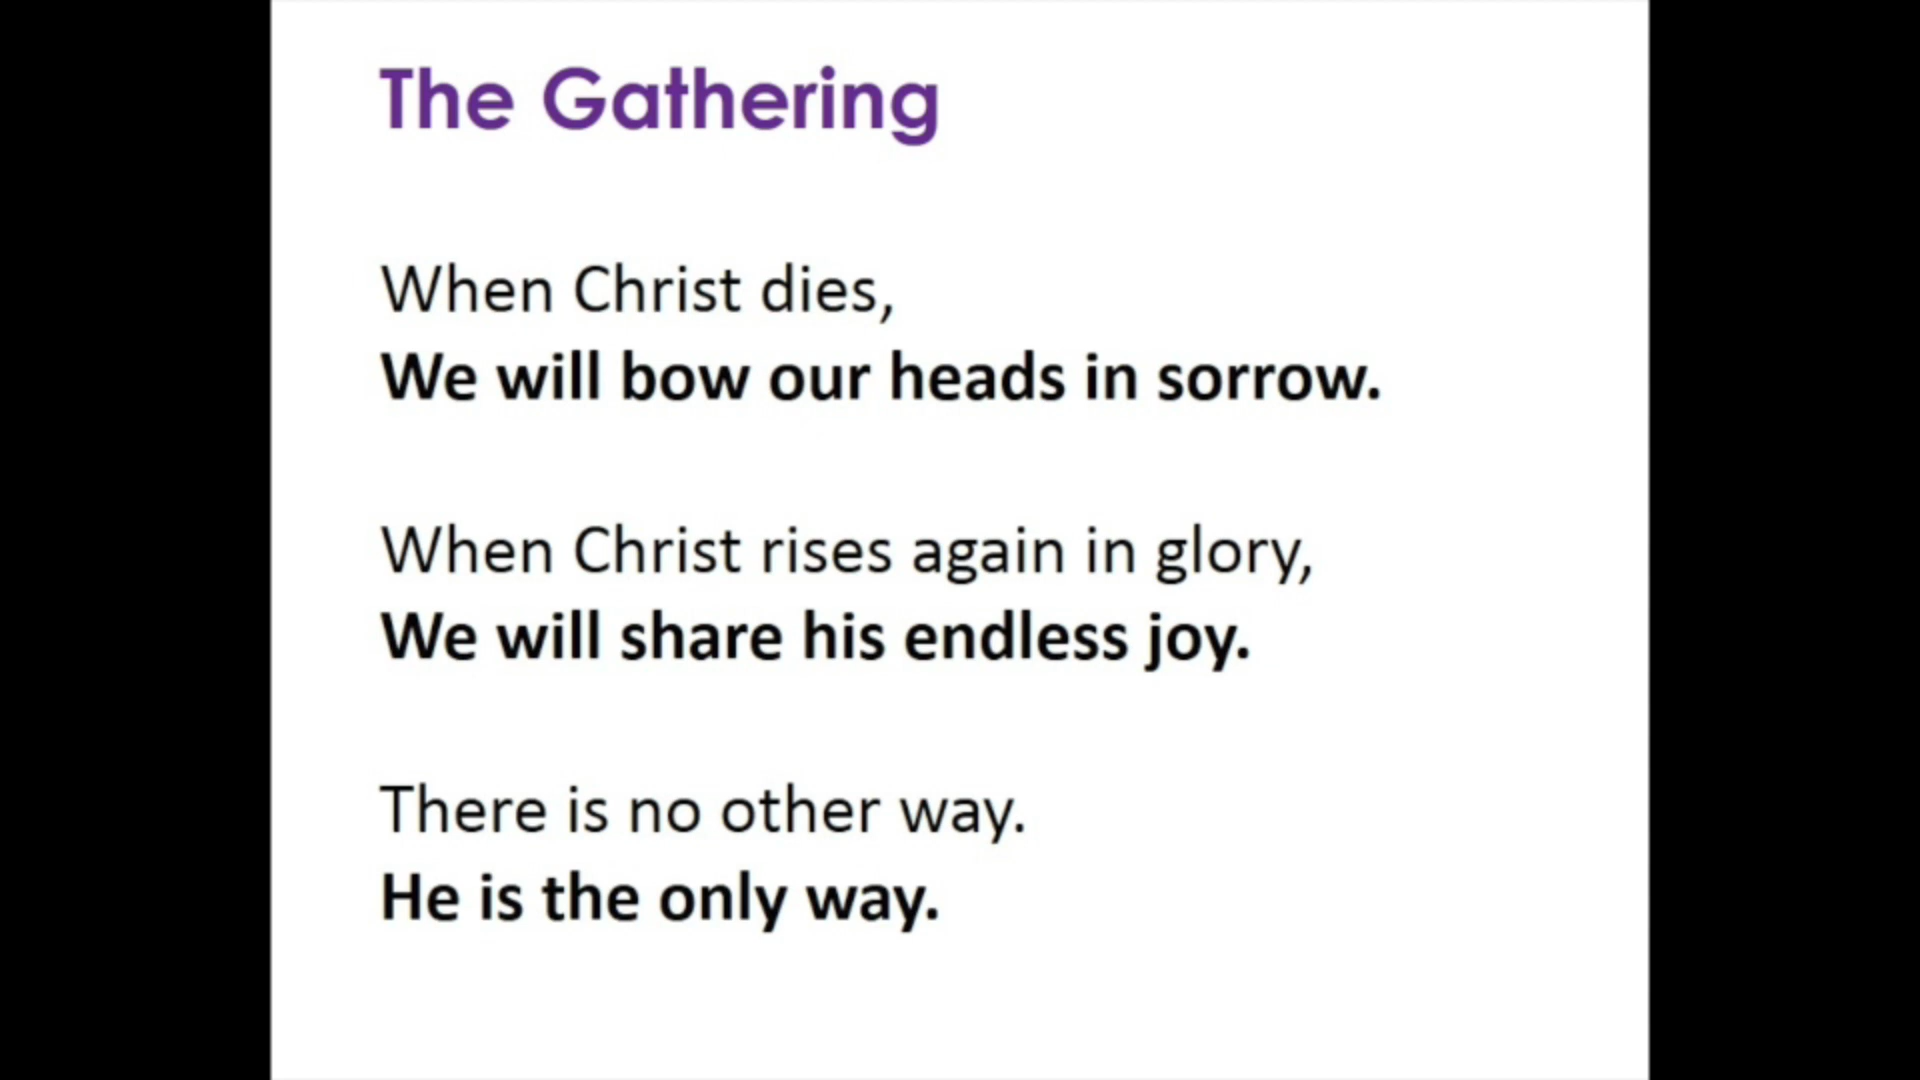 The Gathering
When Christ dies,
We will bow our heads in sorrow.
When Christ rises again in glory,
We will share his endless joy.
There is no other way.
He is the only way.